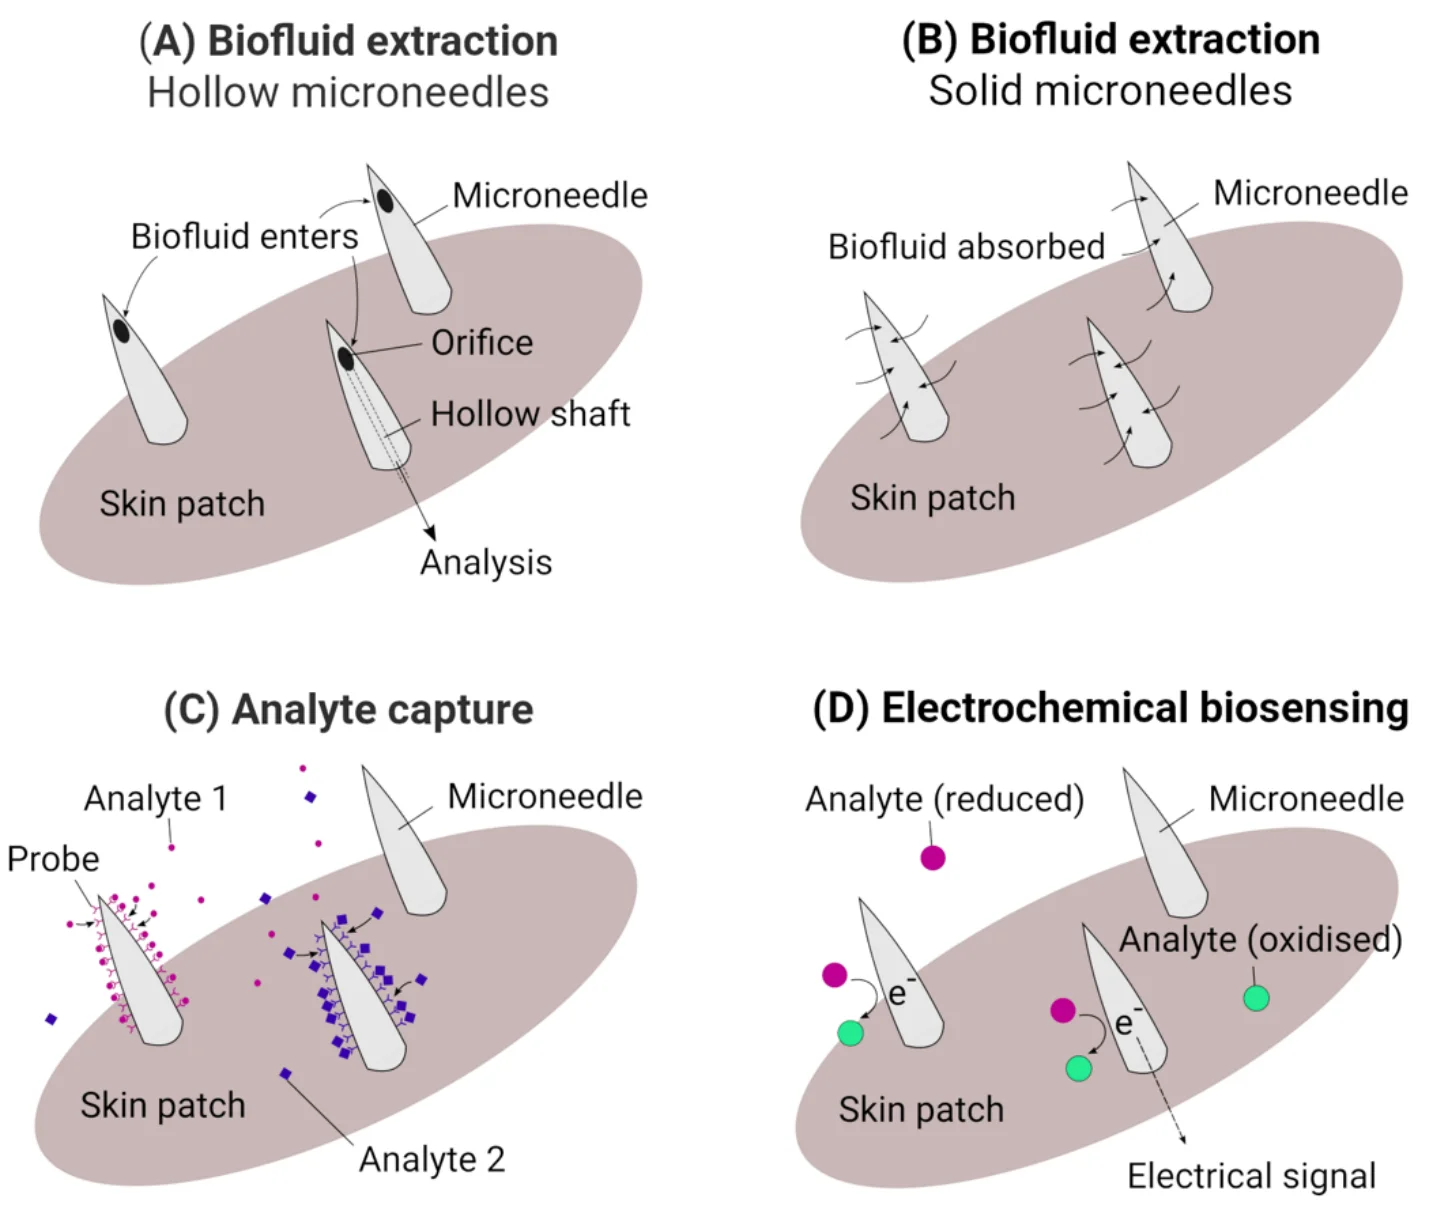 (A) Biofluid extraction
Hollow microneedles
Microneedle
Biofluid enters
Orifice
Hollow shaft
Skin patch
Analysis
(B) Biofluid extraction
Solid microneedles
Microneedle
Biofluid absorbed
Skin patch
(C) Analyte capture
Analyte 1
Microneedle
Probe
Skin patch
Analyte 2
(D) Electrochemical biosensing
Analyte (reduced)
Microneedle
Analyte (oxidised)
e⁻
e⁻
Skin patch
Electrical signal